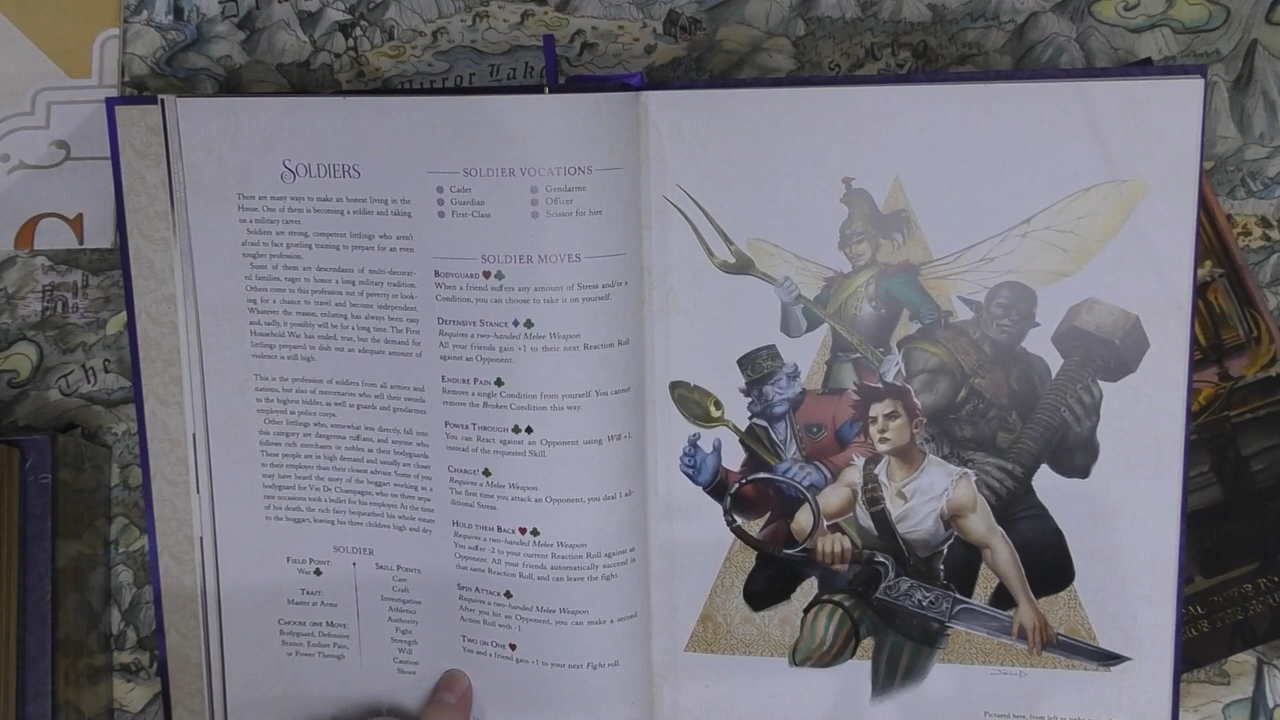 Mirror Lake
The
SOLDIERS
There are many ways to make an honest living in the
House. One of them is becoming a soldier and taking
on a military career.
Soldiers are strong, competent littlings who aren't
afraid to face grueling training to prepare for an even
tougher profession.
Some of them are descendants of multi-decorat-
ed families, eager to honor a long military tradition.
Others come to this profession out of poverty or look-
ing for a chance to travel and become independent.
Whatever the reason, enlisting has always been easy
and, sadly, it possibly will be for a long time. The First
Household War has ended, true, but the demand for
littlings prepared to dish out an adequate amount of
violence is still high.
This is the profession of soldiers from all armies and
nations, but also of mercenaries who sell their swords
to the highest bidder, as well as guards and gendarmes
employed as police corps.
Other littlings who, somewhat less directly, fall into
this category are dangerous ruffians, and anyone who
follows rich merchants or nobles as their bodyguards.
These people are in high demand and usually are closer
to their employer than their closest advisor. Some of you
may have heard the story of the boggart working as a
bodyguard for Vin De Champagne, who on three sepa-
rate occasions took a bullet for his employer. At the time
of his death, the rich fairy bequeathed his whole estate
to the boggart, leaving his three children high and dry
SOLDIER
FIELD POINT:
War
TRAIT:
Master at Arms
CHOOSE ONE MOVE:
Bodyguard, Defensive
Stance, Endure Pain,
or Power Through
SKILL POINTS:
Care
Craft
Investigation
Athletics
Authority
Fight
Strength
Will
Caution
Shoot
SOLDIER VOCATIONS
Cadet
Guardian
First-Class
Gendarme
Officer
Scissor for hire
SOLDIER MOVES
BODYGUARD
When a friend suffers any amount of Stress and/or a
Condition, you can choose to take it on yourself.
DEFENSIVE STANCE
Requires a two-handed Melee Weapon
All your friends gain +1 to their next Reaction Roll
against an Opponent.
ENDURE PAIN
Remove a single Condition from yourself. You cannot
remove the Broken Condition this way.
POWER THROUGH
You can React against an Opponent using Will +1,
instead of the requested Skill.
CHARGE!
Requires a Melee Weapon
The first time you attack an Opponent, you deal 1 ad-
ditional Stress.
HOLD THEM BACK
Requires a two-handed Melee Weapon
You suffer -2 to your current Reaction Roll against an
Opponent. All your friends automatically succeed in
that same Reaction Roll, and can leave the fight.
SPIN ATTACK
Requires a two-handed Melee Weapon
After you hit an Opponent, you can make a second
Action Roll with -1.
TWO ON ONE
You and a friend gain +1 to your next Fight roll.
Pictured here, from left to right